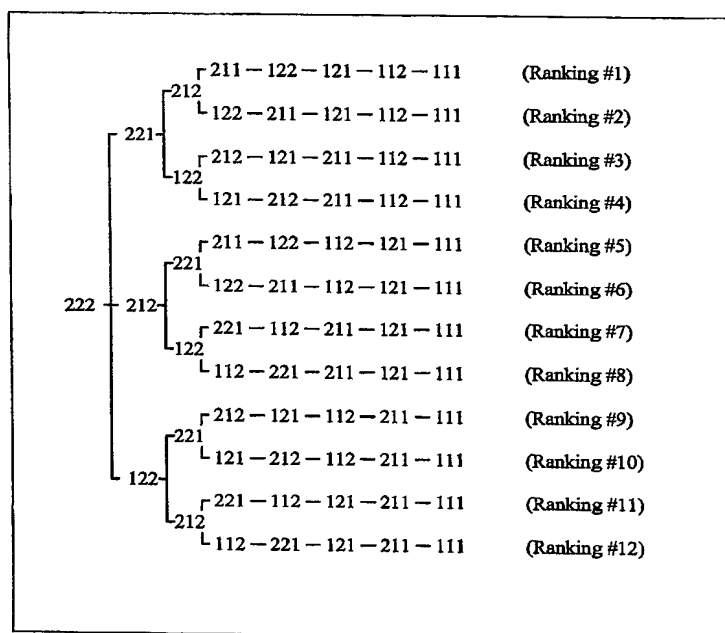 211 — 122 — 121 — 112 — 111 (Ranking #1)
212
122 — 211 — 121 — 112 — 111 (Ranking #2)
221
212 — 121 — 211 — 112 — 111 (Ranking #3)
122
121 — 212 — 211 — 112 — 111 (Ranking #4)
211 — 122 — 112 — 121 — 111 (Ranking #5)
221
122 — 211 — 112 — 121 — 111 (Ranking #6)
222 212
221 — 112 — 211 — 121 — 111 (Ranking #7)
122
112 — 221 — 211 — 121 — 111 (Ranking #8)
212 — 121 — 112 — 211 — 111 (Ranking #9)
221
121 — 212 — 112 — 211 — 111 (Ranking #10)
122
221 — 112 — 121 — 211 — 111 (Ranking #11)
212
112 — 221 — 121 — 211 — 111 (Ranking #12)